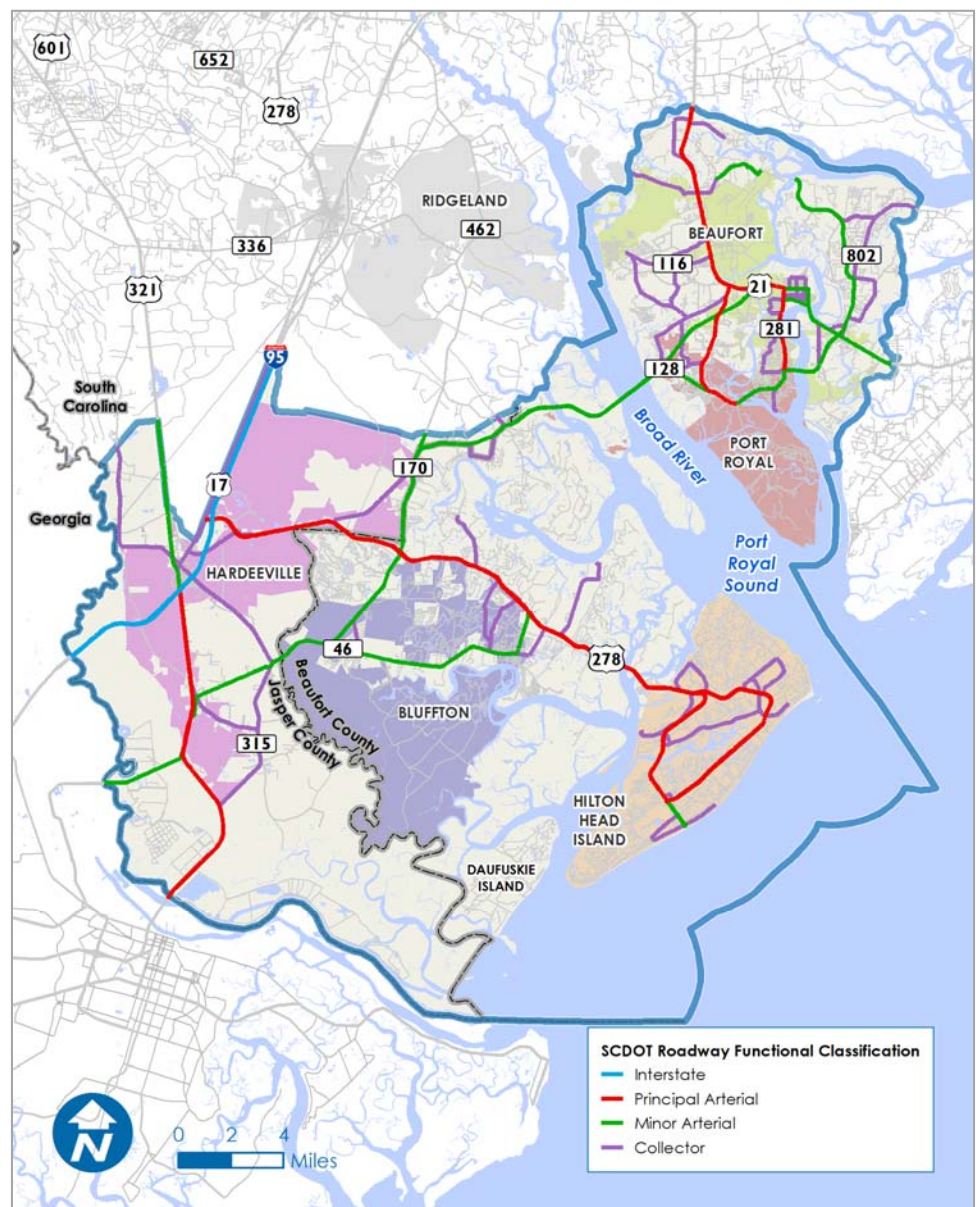 601
652
278
RIDGELAND
462
336
321
BEAUFORT
116
802
21
281
95
South
Carolina
128
Broad River
PORT
ROYAL
170
17
Georgia
Port
Royal
Sound
HARDEEVILLE
46
278
Beaufort County
Jasper County
BLUFFTON
315
HILTON
HEAD
ISLAND
DAUFUSKIE
ISLAND
SCDOT Roadway Functional Classification
Interstate
Principal Arterial
Minor Arterial
Collector
N
0 2 4
Miles